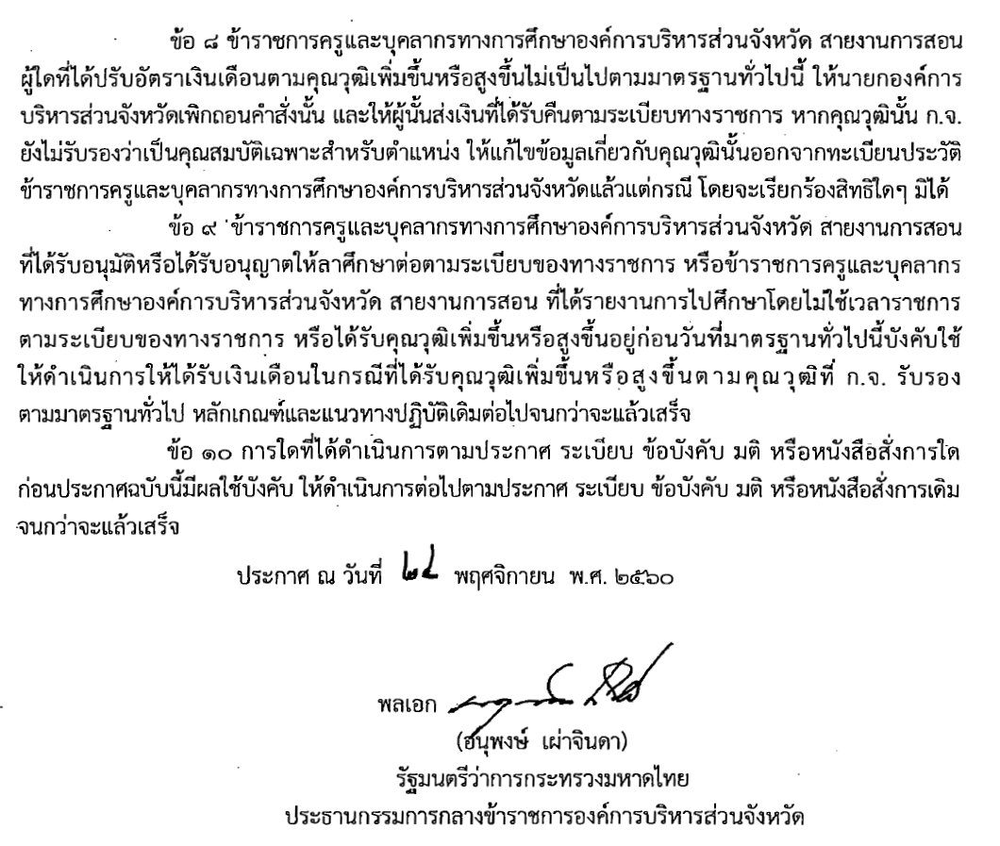 ข้อ ๘ ข้าราชการครูและบุคลากรทางการศึกษาองค์การบริหารส่วนจังหวัด สายงานการสอน
ผู้ใดที่ได้ปรับอัตราเงินเดือนตามคุณวุฒิเพิ่มขึ้นหรือสูงขึ้นไม่เป็นไปตามมาตรฐานทั่วไปนี้ ให้นายกองค์การ
บริหารส่วนจังหวัดเพิกถอนคำสั่งนั้น และให้ผู้นั้นส่งเงินที่ได้รับคืนตามระเบียบทางราชการ หากคุณวุฒินั้น ก.จ.
ยังไม่รับรองว่าเป็นคุณสมบัติเฉพาะสำหรับตำแหน่ง ให้แก้ไขข้อมูลเกี่ยวกับคุณวุฒินั้นออกจากทะเบียนประวัติ
ข้าราชการครูและบุคลากรทางการศึกษาองค์การบริหารส่วนจังหวัดแล้วแต่กรณี โดยจะเรียกร้องสิทธิใดๆ มิได้
ข้อ ๙ ข้าราชการครูและบุคลากรทางการศึกษาองค์การบริหารส่วนจังหวัด สายงานการสอน
ที่ได้รับอนุมัติหรือได้รับอนุญาตให้ลาศึกษาต่อตามระเบียบของทางราชการ หรือข้าราชการครูและบุคลากร
ทางการศึกษาองค์การบริหารส่วนจังหวัด สายงานการสอน ที่ได้รายงานการไปศึกษาโดยไม่ใช้เวลาราชการ
ตามระเบียบของทางราชการ หรือได้รับคุณวุฒิเพิ่มขึ้นหรือสูงขึ้นอยู่ก่อนวันที่มาตรฐานทั่วไปนี้บังคับใช้
ให้ดำเนินการให้ได้รับเงินเดือนในกรณีที่ได้รับคุณวุฒิเพิ่มขึ้นหรือสูงขึ้นตามคุณวุฒิที่ ก.จ. รับรอง
ตามมาตรฐานทั่วไป หลักเกณฑ์และแนวทางปฏิบัติเดิมต่อไปจนกว่าจะแล้วเสร็จ
ข้อ ๑๐ การใดที่ได้ดำเนินการตามประกาศ ระเบียบ ข้อบังคับ มติ หรือหนังสือสั่งการใด
ก่อนประกาศฉบับนี้มีผลใช้บังคับ ให้ดำเนินการต่อไปตามประกาศ ระเบียบ ข้อบังคับ มติ หรือหนังสือสั่งการเดิม
จนกว่าจะแล้วเสร็จ
ประกาศ ณ วันที่ ๒๔ พฤศจิกายน พ.ศ. ๒๕๖๐
พลเอก
(อนุพงษ์ เผ่าจินดา)
รัฐมนตรีว่าการกระทรวงมหาดไทย
ประธานกรรมการกลางข้าราชการองค์การบริหารส่วนจังหวัด